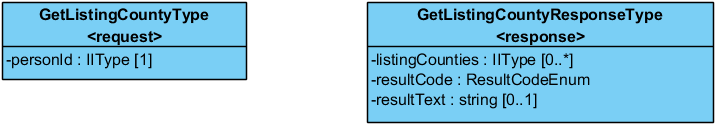 GetListingCountyType
<request>
-personId : IIType [1]
GetListingCountyResponseType
<response>
-listingCounties : IIType [0..*]
-resultCode : ResultCodeEnum
-resultText : string [0..1]